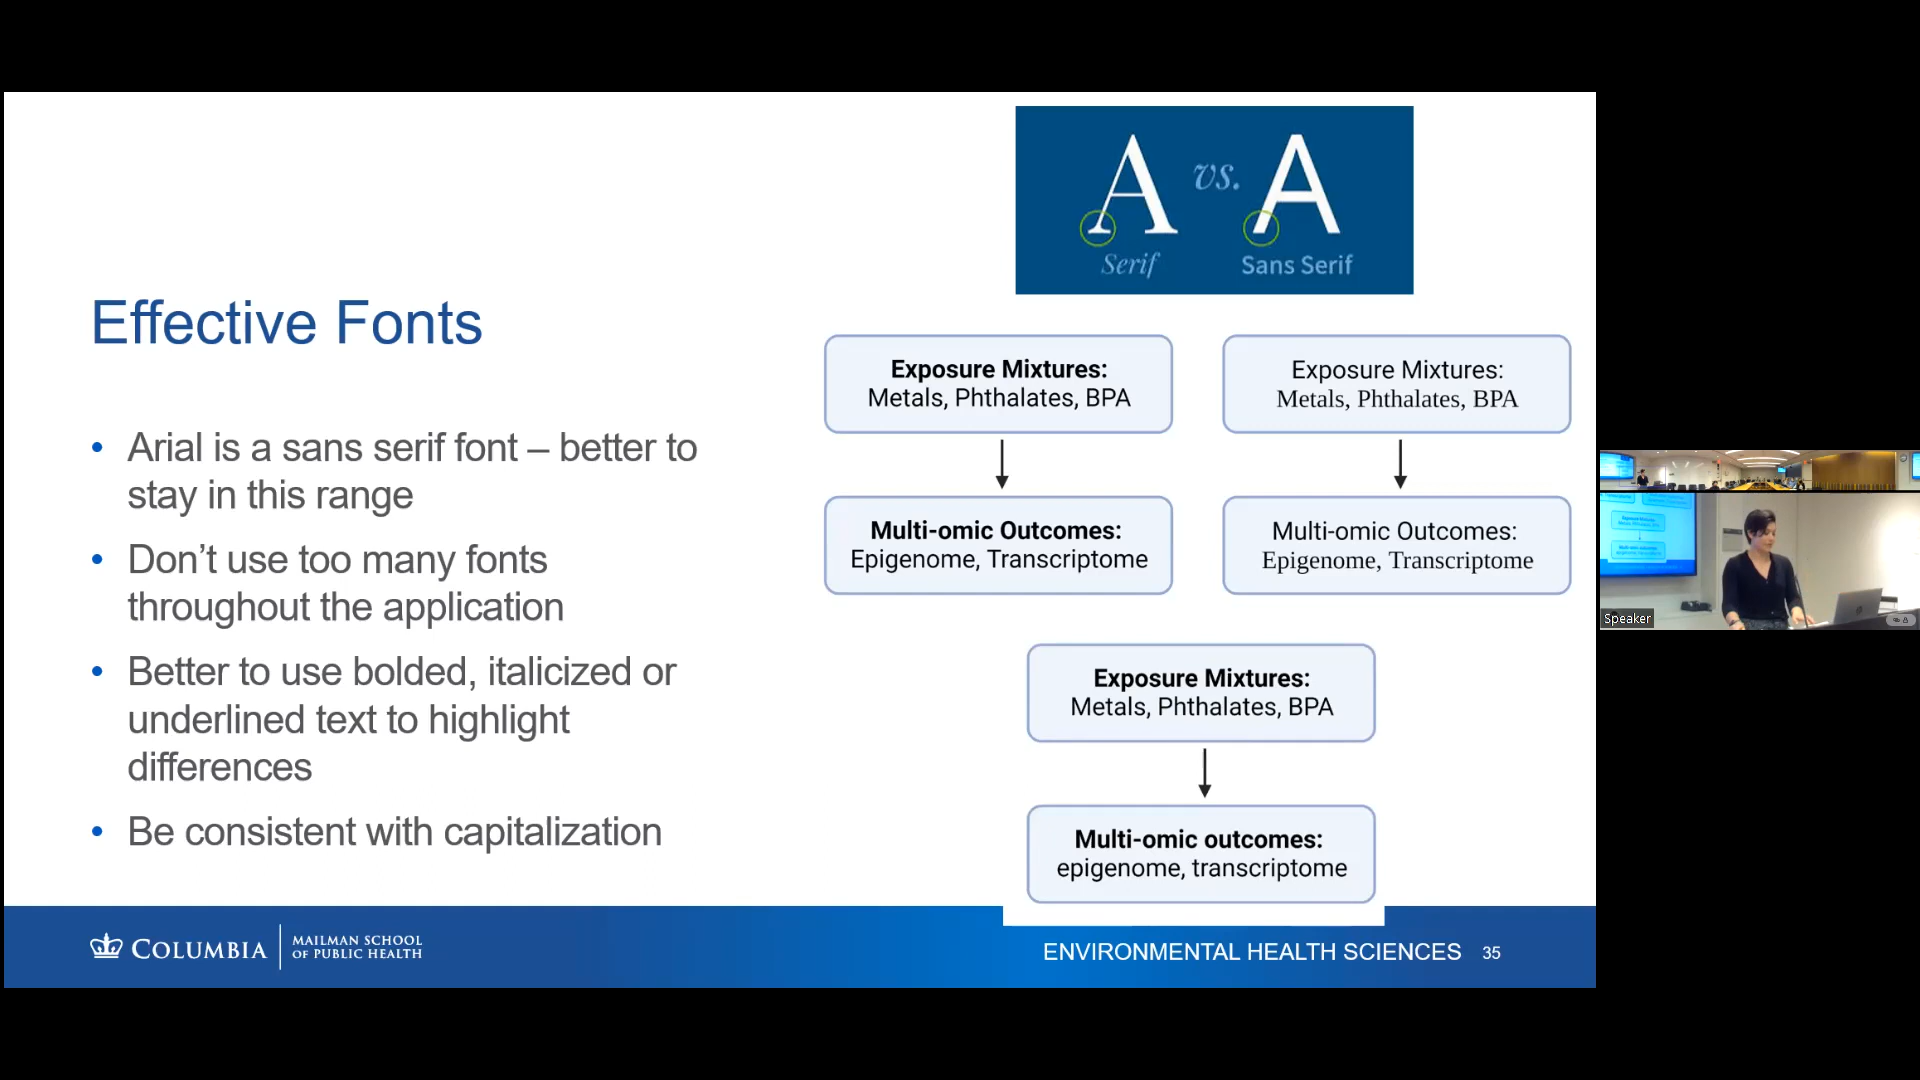 A vs. A
Serif Sans Serif
Effective Fonts
• Arial is a sans serif font – better to
stay in this range
• Don’t use too many fonts
throughout the application
• Better to use bolded, italicized or
underlined text to highlight
differences
• Be consistent with capitalization
Exposure Mixtures:
Metals, Phthalates, BPA
Multi-omic Outcomes:
Epigenome, Transcriptome
Exposure Mixtures:
Metals, Phthalates, BPA
Multi-omic Outcomes:
Epigenome, Transcriptome
Exposure Mixtures:
Metals, Phthalates, BPA
Multi-omic outcomes:
epigenome, transcriptome
COLUMBIA
MAILMAN SCHOOL
OF PUBLIC HEALTH
ENVIRONMENTAL HEALTH SCIENCES 35
Speaker